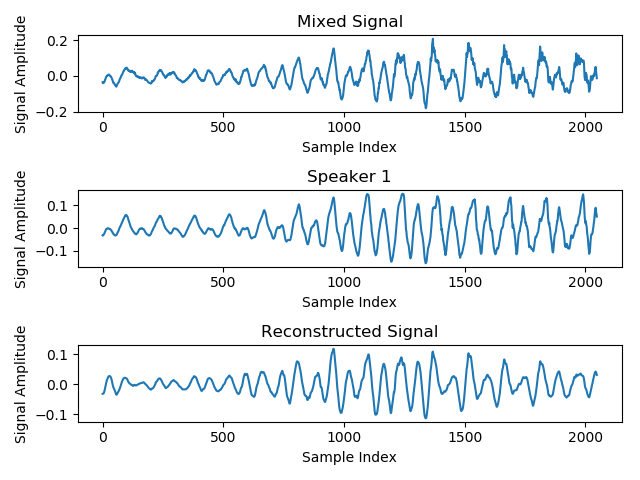 Mixed Signal
Signal Amplitude
0.2
0.0
−0.2
0 500 1000 1500 2000
Sample Index
Speaker 1
Signal Amplitude
0.1
0.0
−0.1
0 500 1000 1500 2000
Sample Index
Reconstructed Signal
Signal Amplitude
0.1
0.0
−0.1
0 500 1000 1500 2000
Sample Index